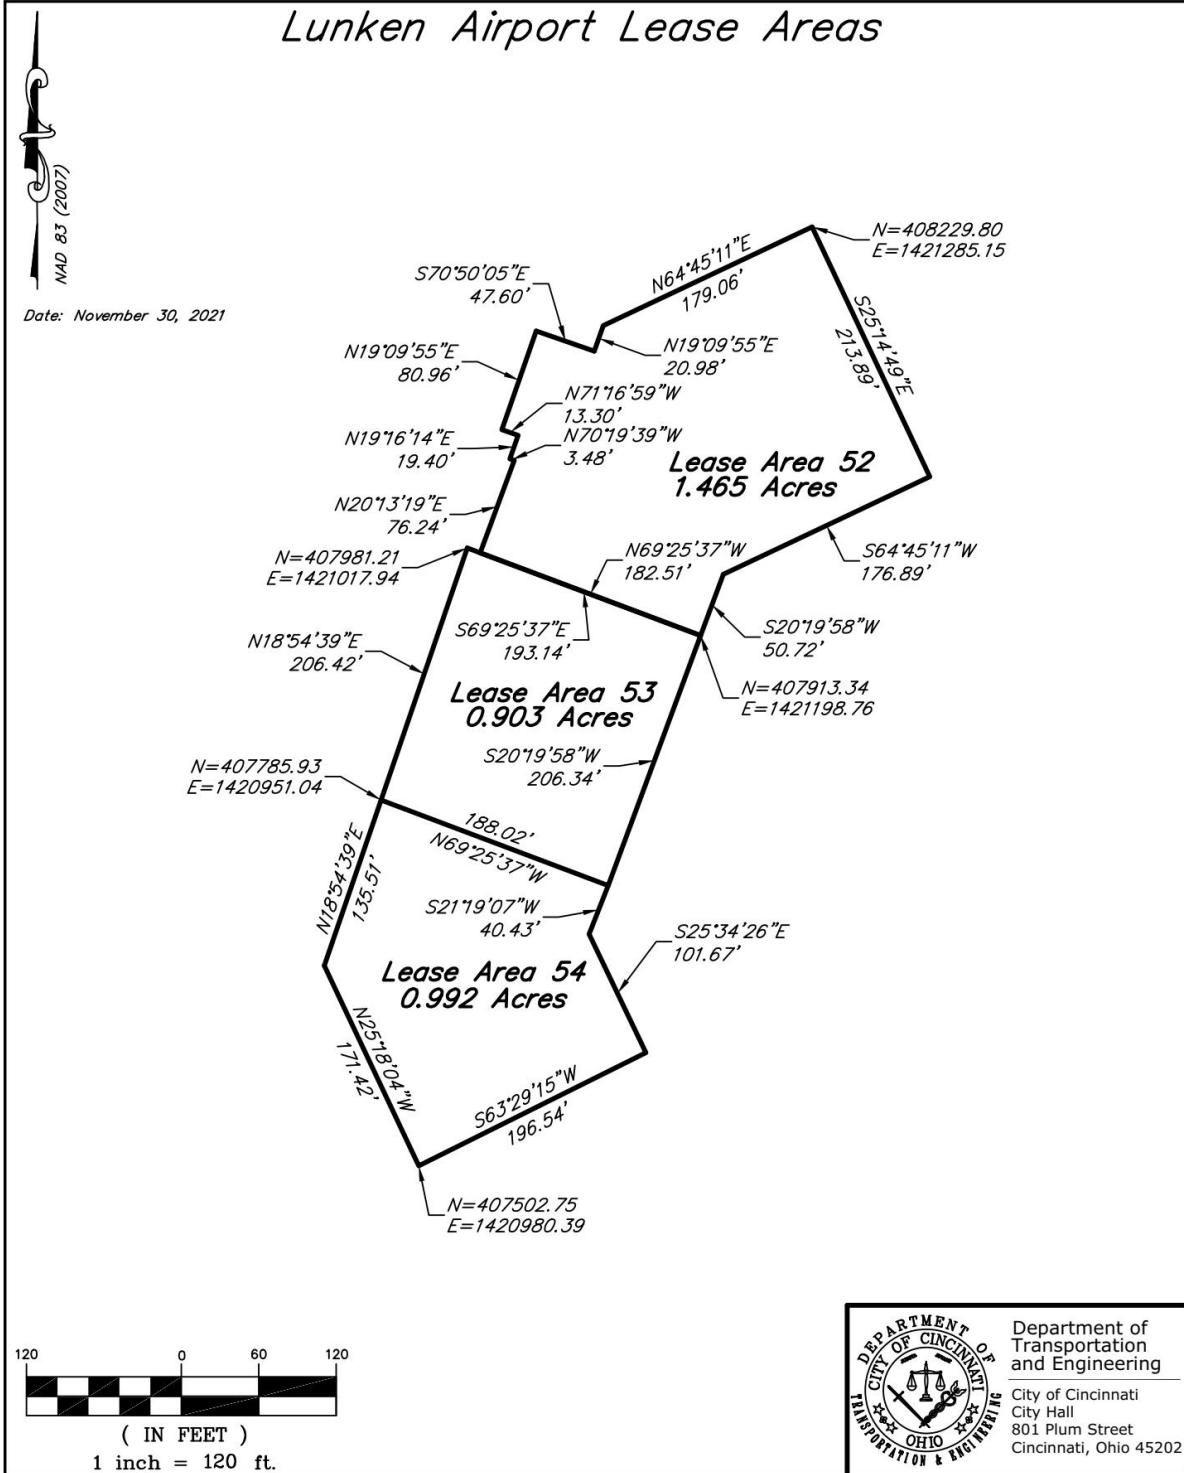 Lunken Airport Lease Areas
NAD 83 (2007)
Date: November 30, 2021
N=408229.80
E=1421285.15
N64°45'11"E
179.06'
S70°50'05"E
47.60'
S25°14'49"E
213.89'
N19°09'55"E
20.98'
N19°09'55"E
80.96'
N71°16'59"W
13.30'
N19°16'14"E
19.40'
N70°19'39"W
3.48'
Lease Area 52
1.465 Acres
N20°13'19"E
76.24'
N=407981.21
E=1421017.94
N69°25'37"W
182.51'
S64°45'11"W
176.89'
S69°25'37"E
193.14'
S20°19'58"W
50.72'
N18°54'39"E
206.42'
N=407913.34
E=1421198.76
Lease Area 53
0.903 Acres
S20°19'58"W
206.34'
N=407785.93
E=1420951.04
188.02'
N69°25'37"W
N18°54'39"E
135.51'
S21°19'07"W
40.43'
S25°34'26"E
101.67'
Lease Area 54
0.992 Acres
N25°18'04"W
171.42'
S63°29'15"W
196.54'
N=407502.75
E=1420980.39
120 0 60 120
( IN FEET )
1 inch = 120 ft.
DEPARTMENT OF
TRANSPORTATION & ENGINEERING
CITY OF CINCINNATI
OHIO
Department of
Transportation
and Engineering
City of Cincinnati
City Hall
801 Plum Street
Cincinnati, Ohio 45202